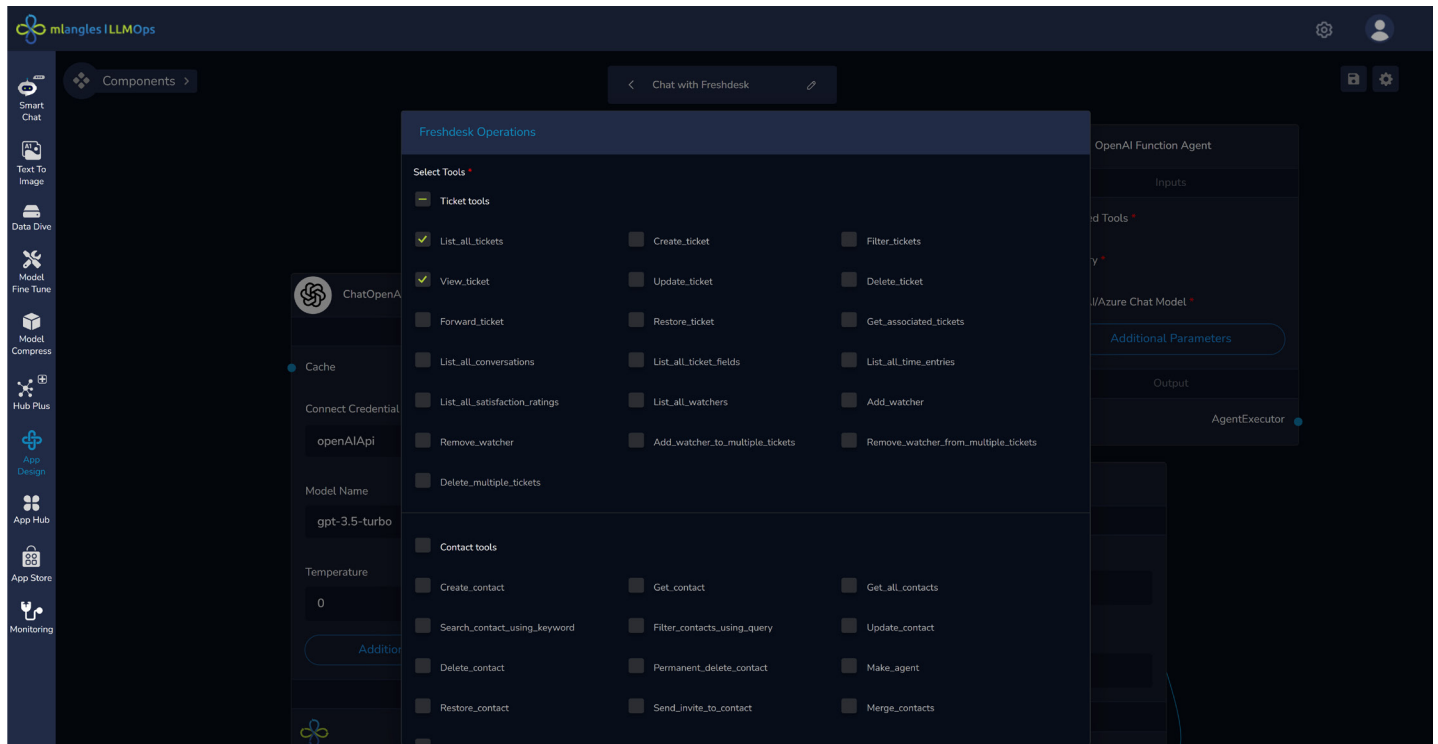 mlangles | LLMOps
Components >
Chat with Freshdesk
Smart
Chat
Text To
Image
Data Dive
Model
Fine Tune
Model
Compress
Hub Plus
App
Design
App Hub
App Store
Monitoring
Freshdesk Operations
Select Tools *
Ticket tools
List_all_tickets
Create_ticket
Filter_tickets
View_ticket
Update_ticket
Delete_ticket
Forward_ticket
Restore_ticket
Get_associated_tickets
List_all_conversations
List_all_ticket_fields
List_all_time_entries
List_all_satisfaction_ratings
List_all_watchers
Add_watcher
Remove_watcher
Add_watcher_to_multiple_tickets
Remove_watcher_from_multiple_tickets
Delete_multiple_tickets
Contact tools
Create_contact
Get_contact
Get_all_contacts
Search_contact_using_keyword
Filter_contacts_using_query
Update_contact
Delete_contact
Permanent_delete_contact
Make_agent
Restore_contact
Send_invite_to_contact
Merge_contacts
ChatOpenA
Cache
Connect Credential
openAIApi
Model Name
gpt-3.5-turbo
Temperature
0
Addition
OpenAI Function Agent
Inputs
ed Tools *
ry *
I/Azure Chat Model *
Additional Parameters
Output
AgentExecutor